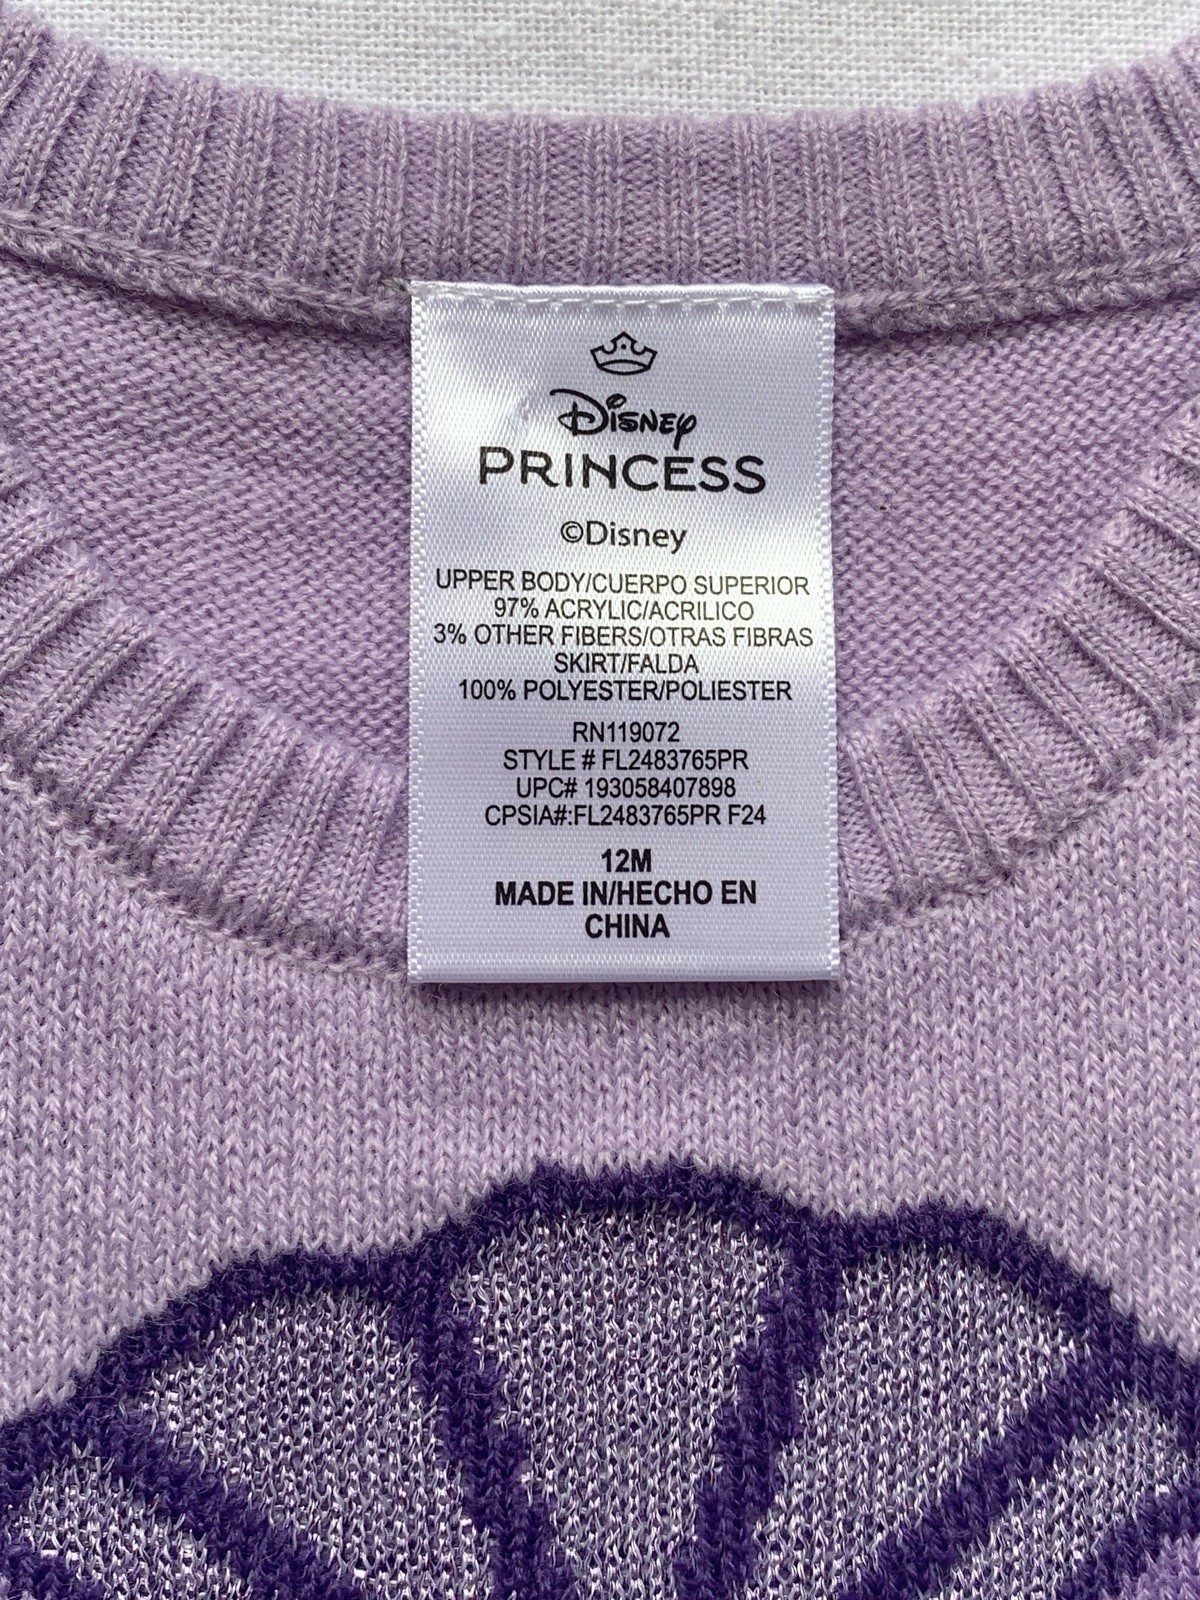 Disney
PRINCESS
©Disney
UPPER BODY/CUERPO SUPERIOR
97% ACRYLIC/ACRILICO
3% OTHER FIBERS/OTRAS FIBRAS
SKIRT/FALDA
100% POLYESTER/POLIESTER
RN119072
STYLE # FL2483765PR
UPC# 193058407898
CPSIA#:FL2483765PR F24
12M
MADE IN/HECHO EN
CHINA